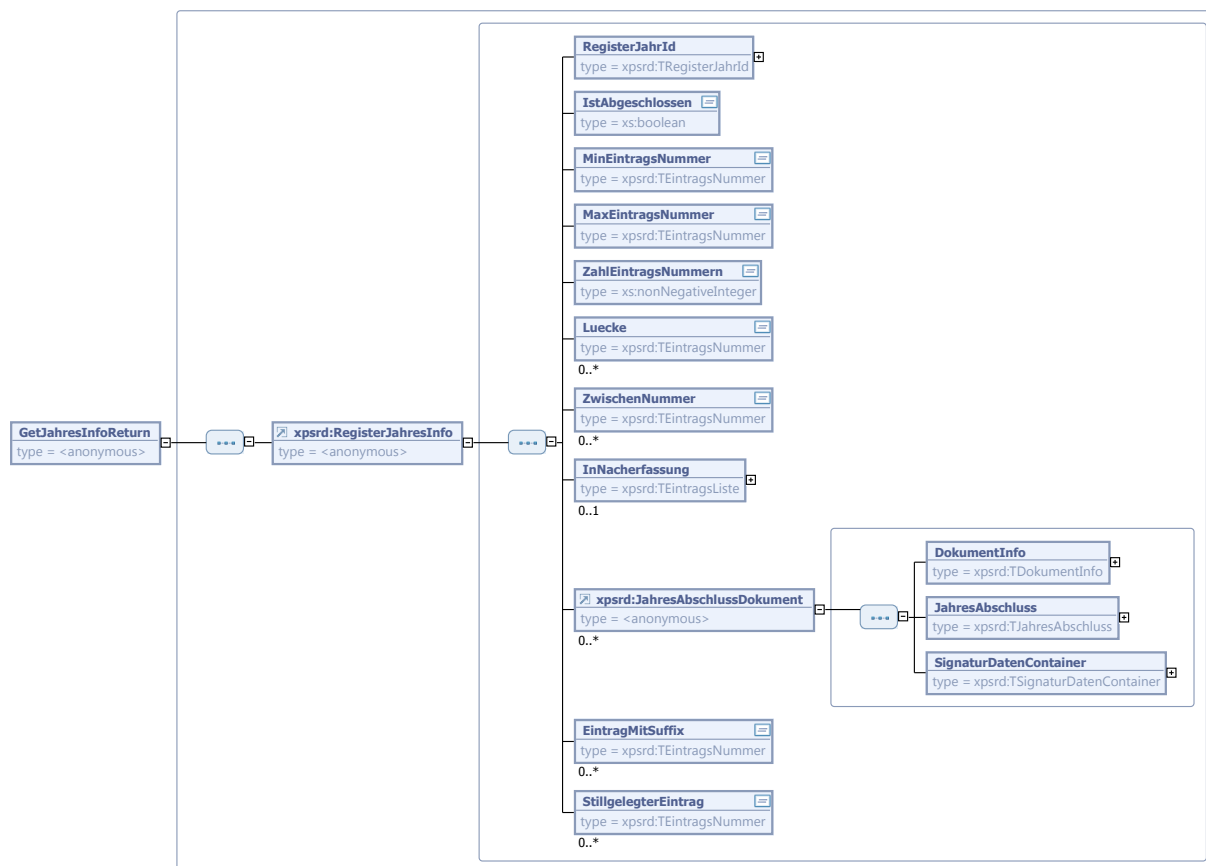 RegisterJahrId
type = xpsrd:TRegisterJahrId
IstAbgeschlossen
type = xs:boolean
MinEintragsNummer
type = xpsrd:TEintragsNummer
MaxEintragsNummer
type = xpsrd:TEintragsNummer
ZahlEintragsNummern
type = xs:nonNegativeInteger
Luecke
type = xpsrd:TEintragsNummer
0..*
ZwischenNummer
type = xpsrd:TEintragsNummer
0..*
GetJahresInfoReturn
type = <anonymous>
xpsrd:RegisterJahresInfo
type = <anonymous>
InNacherfassung
type = xpsrd:TEintragsListe
0..1
xpsrd:JahresAbschlussDokument
type = <anonymous>
0..*
DokumentInfo
type = xpsrd:TDokumentInfo
JahresAbschluss
type = xpsrd:TJahresAbschluss
SignaturDatenContainer
type = xpsrd:TSignaturDatenContainer
EintragMitSuffix
type = xpsrd:TEintragsNummer
0..*
StillgelegterEintrag
type = xpsrd:TEintragsNummer
0..*